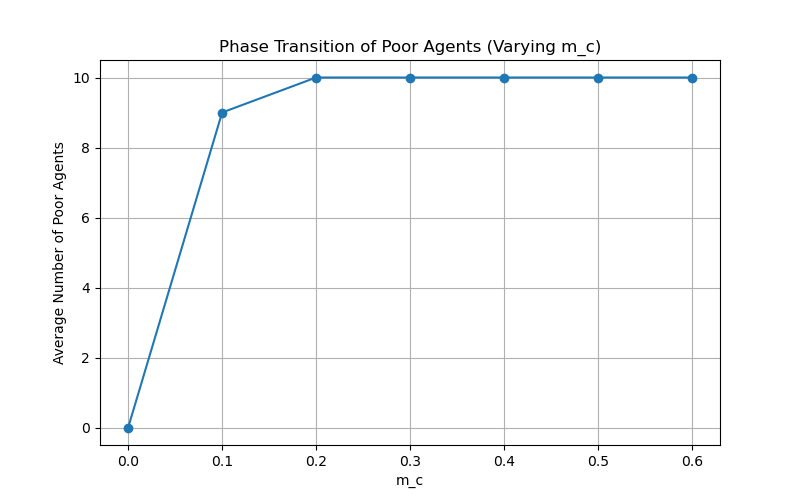 Phase Transition of Poor Agents (Varying m_c)
Average Number of Poor Agents
10
8
6
4
2
0
0.0 0.1 0.2 0.3 0.4 0.5 0.6
m_c